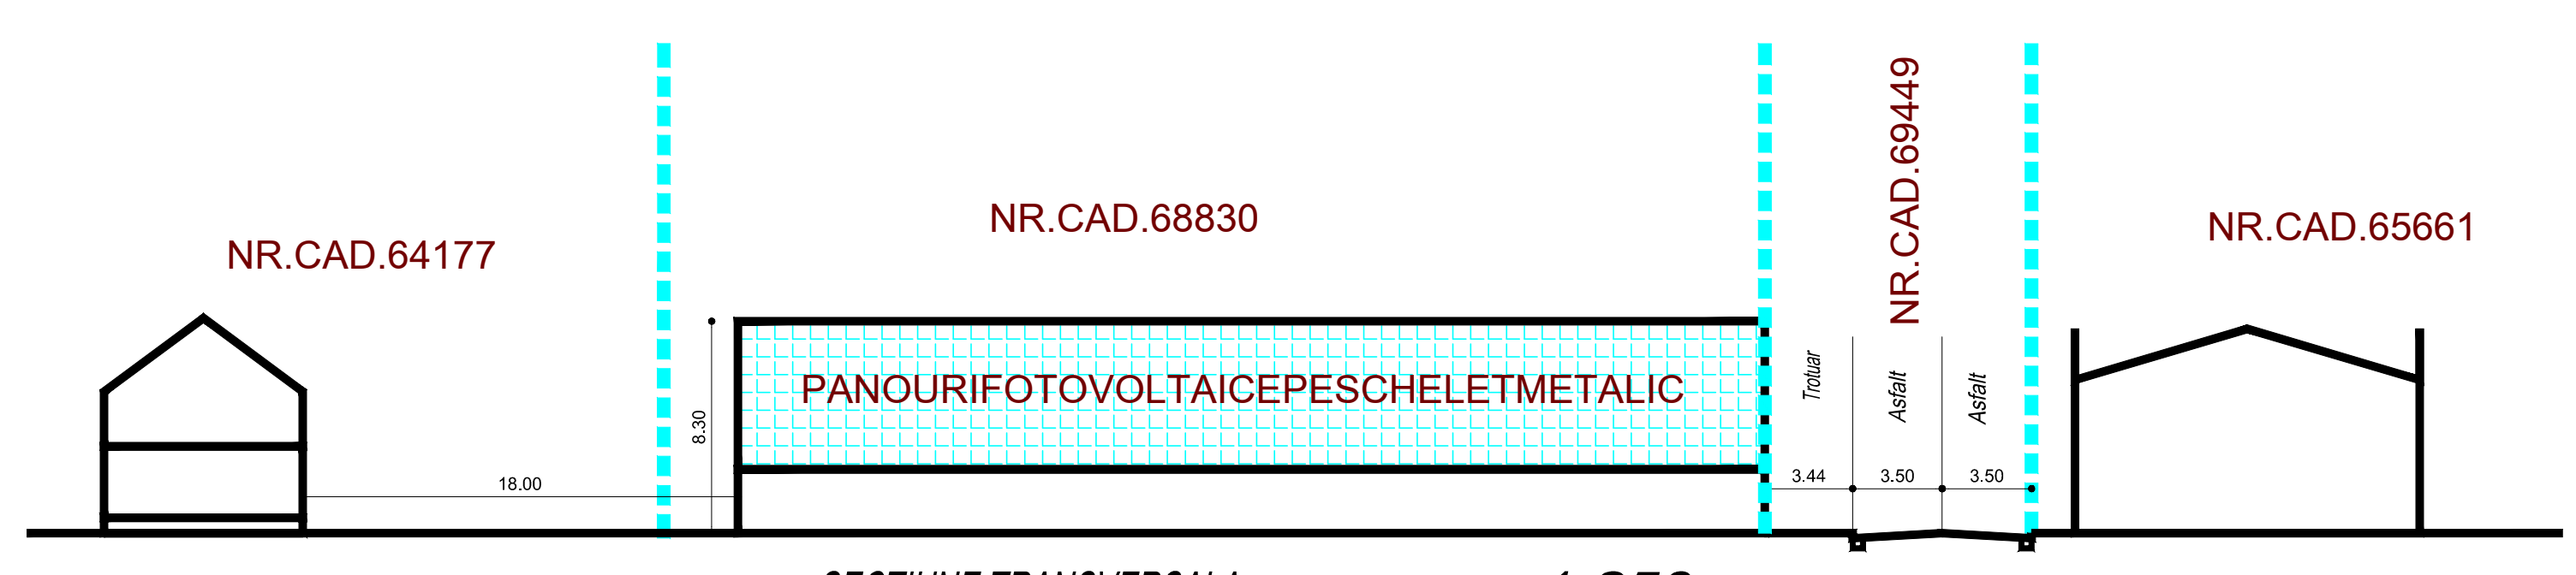 NR.CAD.69449
NR.CAD.68830
NR.CAD.65661
NR.CAD.64177
PANOURIFOTOVOLTAICEPESCHELETMETALIC
Trotuar
Asfalt
Asfalt
8.30
18.00
3.44
3.50
3.50